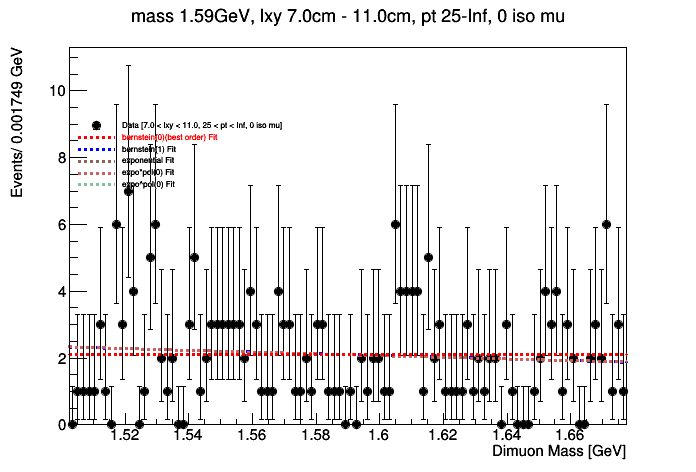 mass 1.59GeV, lxy 7.0cm - 11.0cm, pt 25-Inf, 0 iso mu
Events/ 0.001749 GeV
10
8
6
4
2
0
Data [7.0 < lxy < 11.0, 25 < pt < Inf, 0 iso mu]
bernstein(0)(best order) Fit
bernstein(1) Fit
exponential Fit
expo*pol(0) Fit
expo^pol(0) Fit
1.52 1.54 1.56 1.58 1.6 1.62 1.64 1.66
Dimuon Mass [GeV]